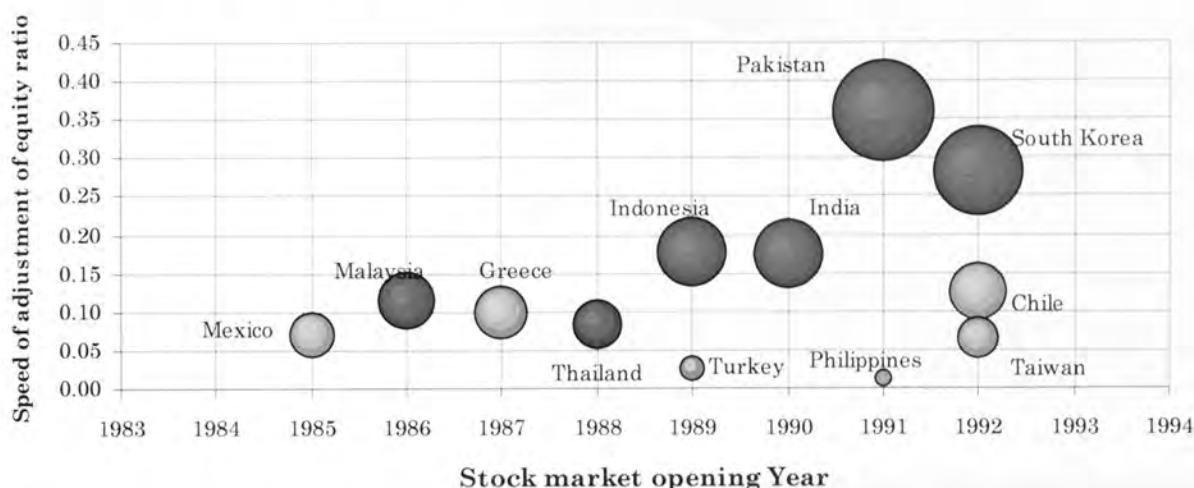 Speed of adjustment of equity ratio
0.45
0.40
0.35
0.30
0.25
0.20
0.15
0.10
0.05
0.00
Pakistan
South Korea
Indonesia
India
Malaysia
Greece
Chile
Mexico
Thailand
Turkey
Philippines
Taiwan
1983 1984 1985 1986 1987 1988 1989 1990 1991 1992 1993 1994
Stock market opening Year